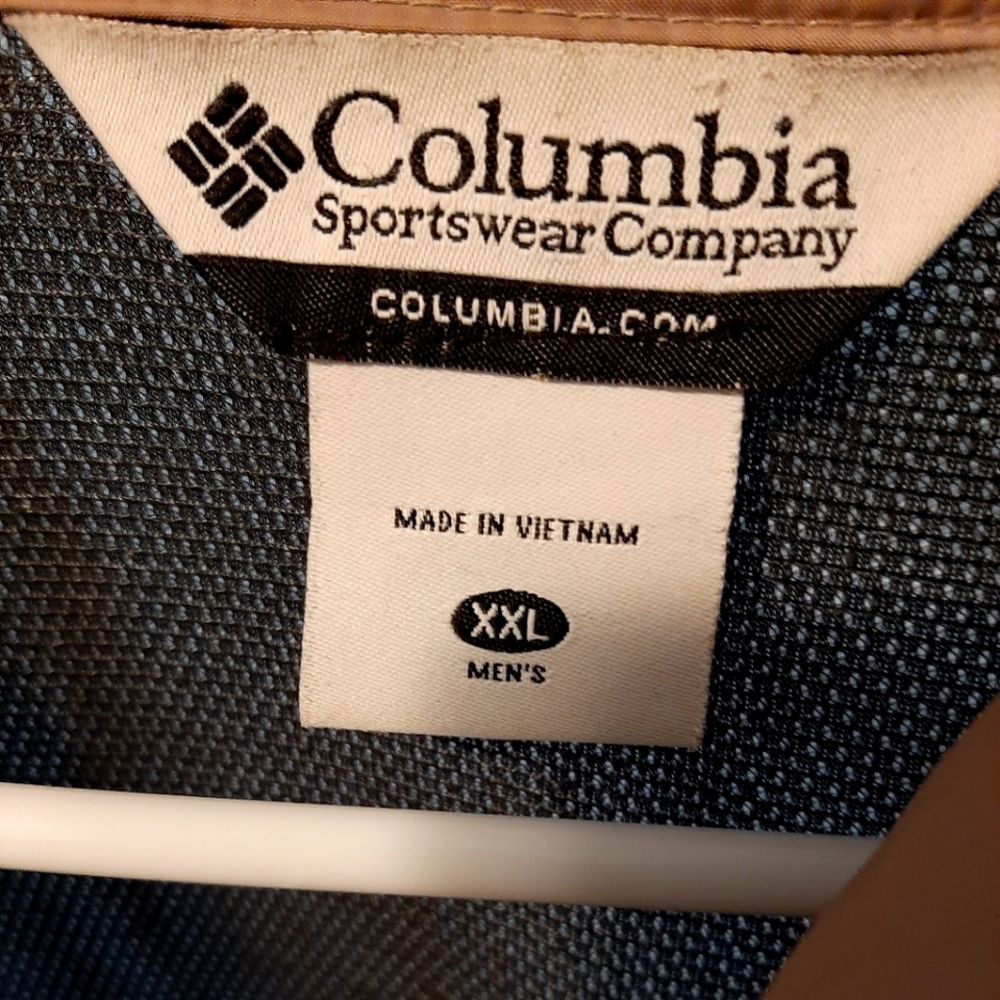 Columbia
Sportswear Company
COLUMBIA.COM
MADE IN VIETNAM
XXL
MEN'S